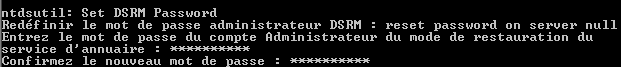 ntdsutil: Set DSRM Password
Redéfinir le mot de passe administrateur DSRM : reset password on server null
Entrez le mot de passe du compte Administrateur du mode de restauration du
service d'annuaire : **********
Confirmez le nouveau mot de passe : **********